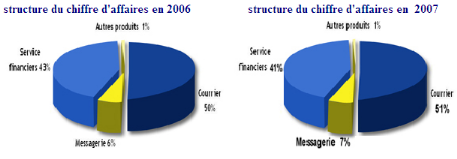 structure du chiffre d'affaires en 2006
Autres produits 1%
Service
financiers 43%
Courrier
50%
Messagerie 6%
structure du chiffre d'affaires en 2007
Autres produits 1%
Service
financiers 41%
Courrier
51%
Messagerie 7%